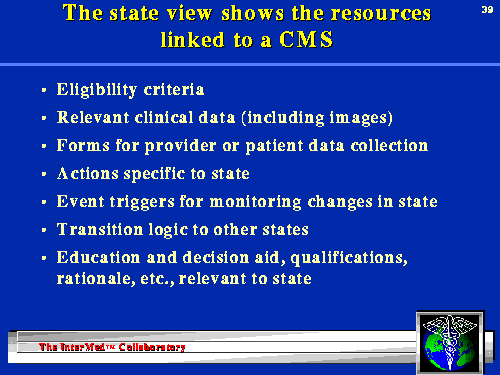 The state view shows the resources
39
linked to a CMS
• Eligibility criteria
• Relevant clinical data (including images)
• Forms for provider or patient data collection
• Actions specific to state
• Event triggers for monitoring changes in state
• Transition logic to other states
• Education and decision aid, qualifications,
rationale, etc., relevant to state
The InterMed™ Collaboratory